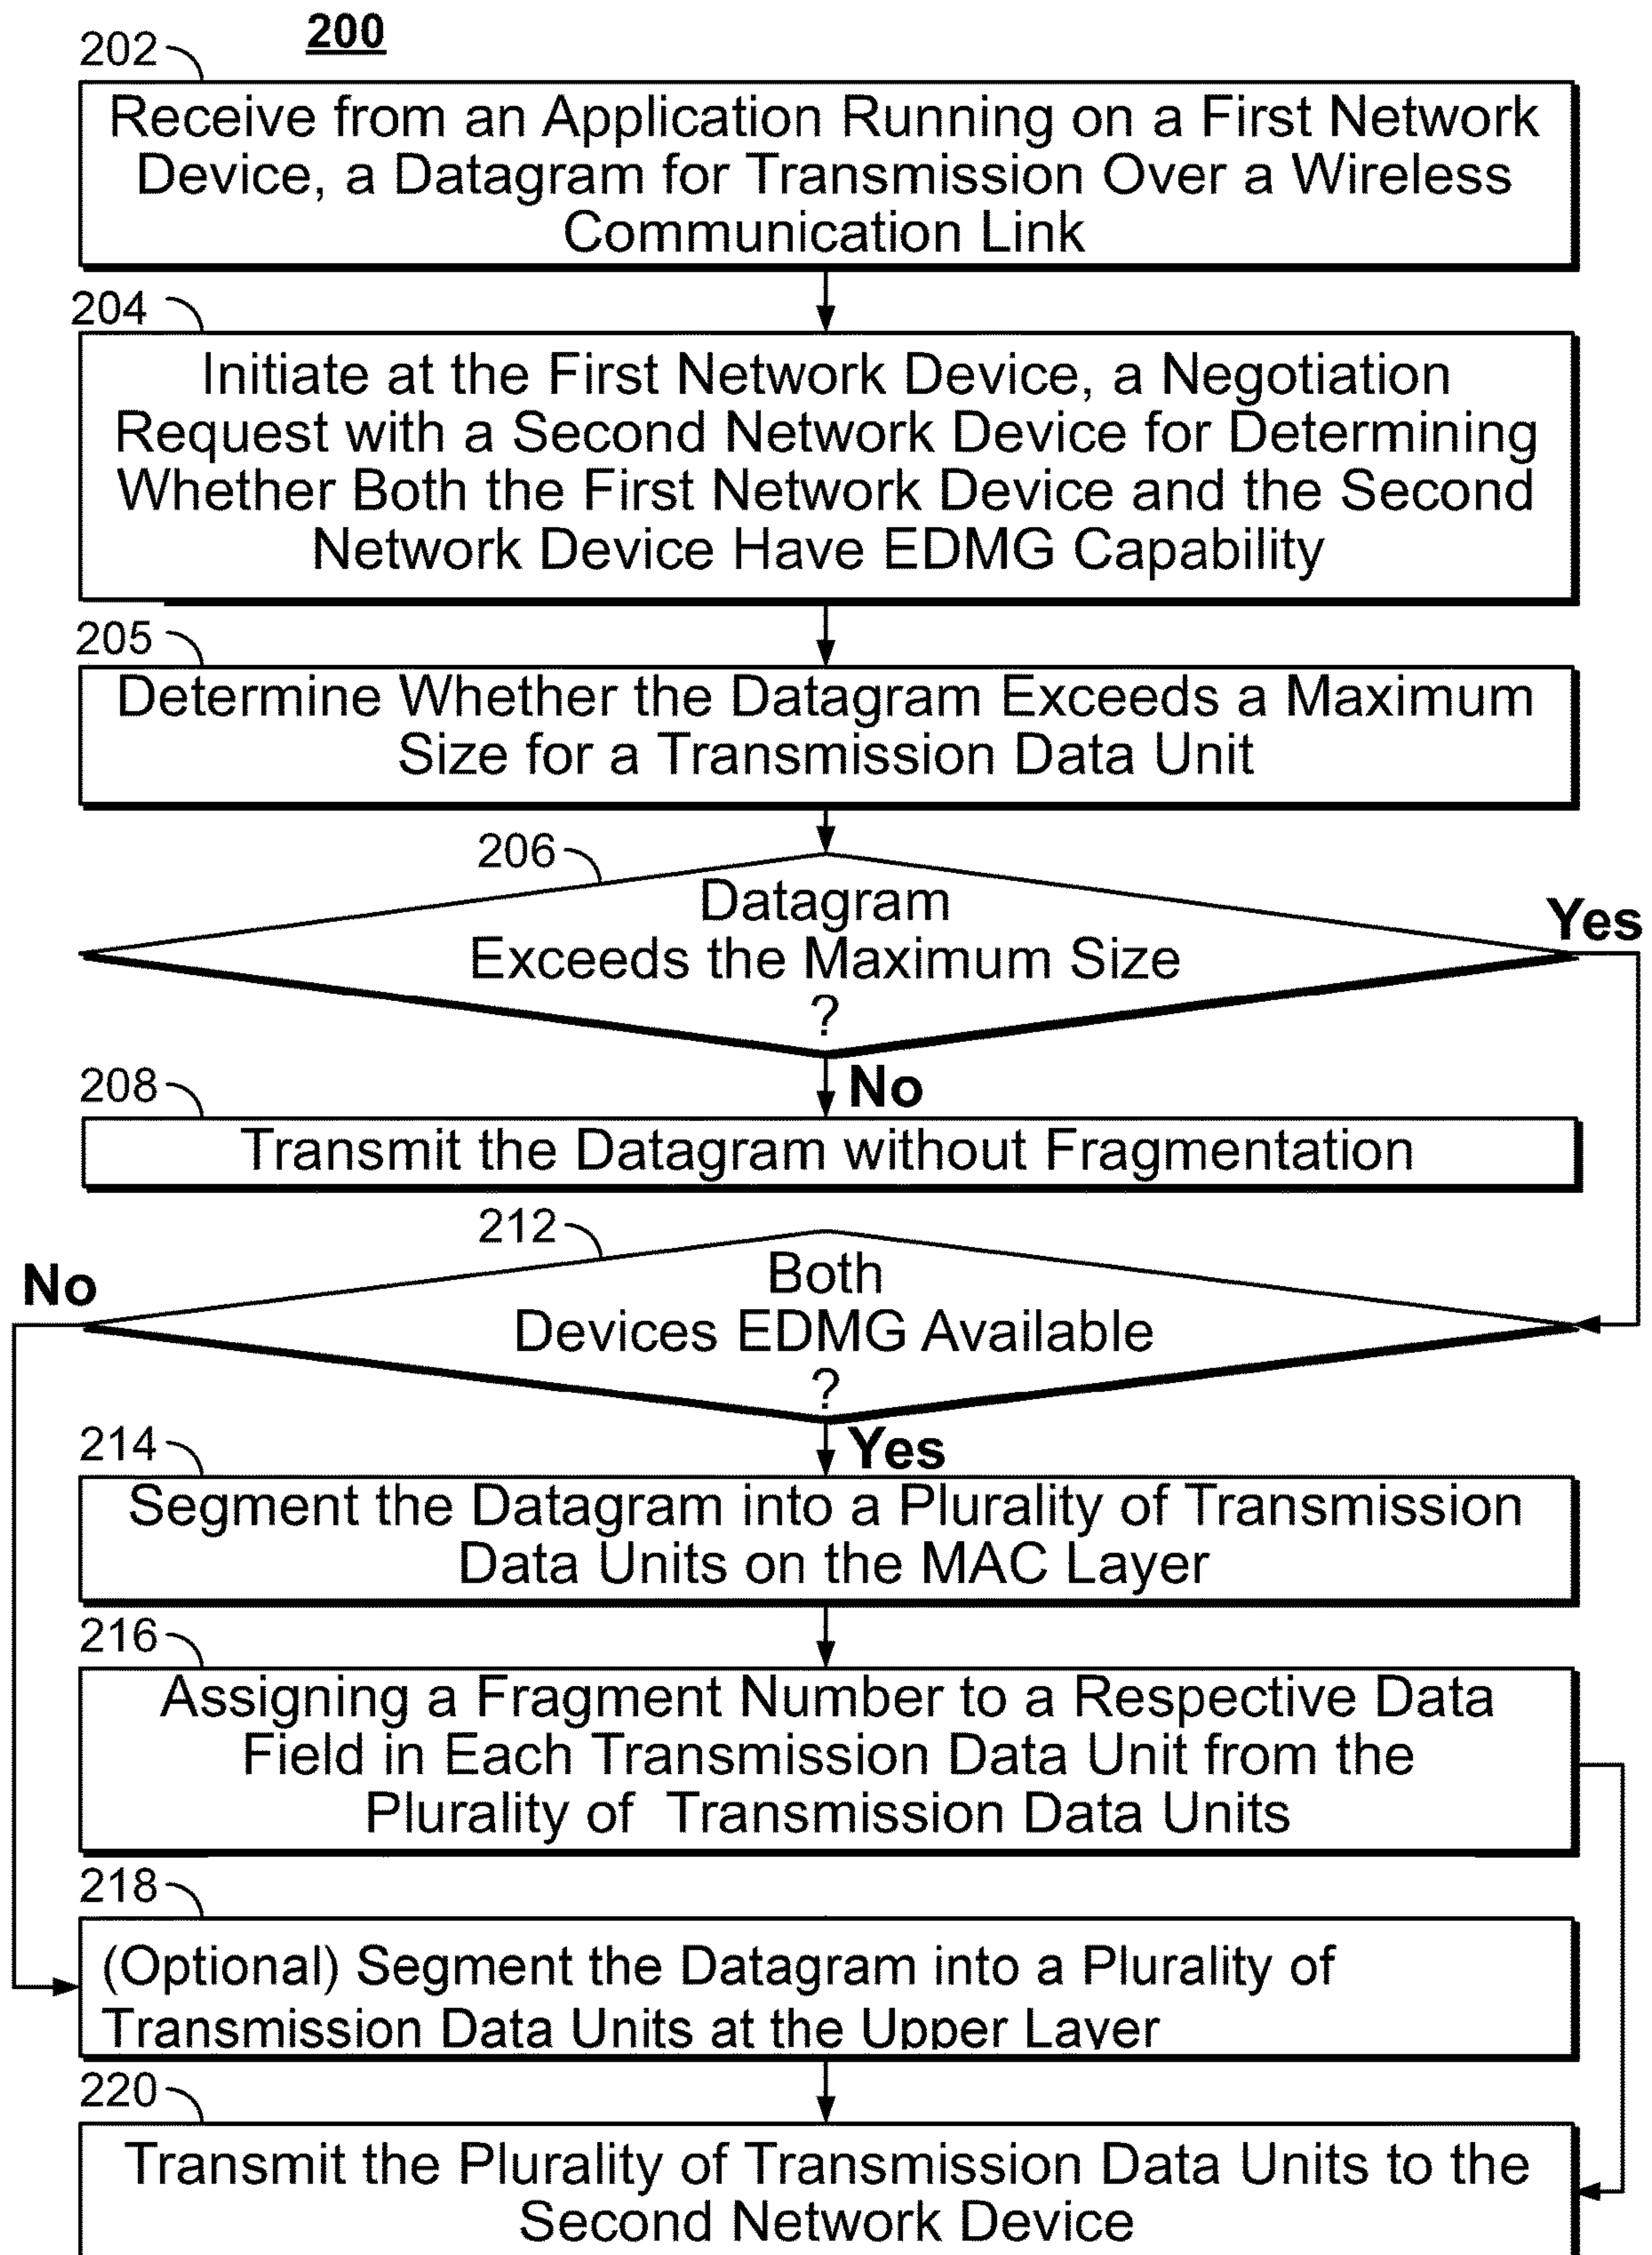 200
202
Receive from an Application Running on a First Network
Device, a Datagram for Transmission Over a Wireless
Communication Link
204
Initiate at the First Network Device, a Negotiation
Request with a Second Network Device for Determining
Whether Both the First Network Device and the Second
Network Device Have EDMG Capability
205
Determine Whether the Datagram Exceeds a Maximum
Size for a Transmission Data Unit
206
Datagram
Exceeds the Maximum Size
?
Yes
No
208
Transmit the Datagram without Fragmentation
212
Both
Devices EDMG Available
?
No
Yes
214
Segment the Datagram into a Plurality of Transmission
Data Units on the MAC Layer
216
Assigning a Fragment Number to a Respective Data
Field in Each Transmission Data Unit from the
Plurality of Transmission Data Units
218
(Optional) Segment the Datagram into a Plurality of
Transmission Data Units at the Upper Layer
220
Transmit the Plurality of Transmission Data Units to the
Second Network Device